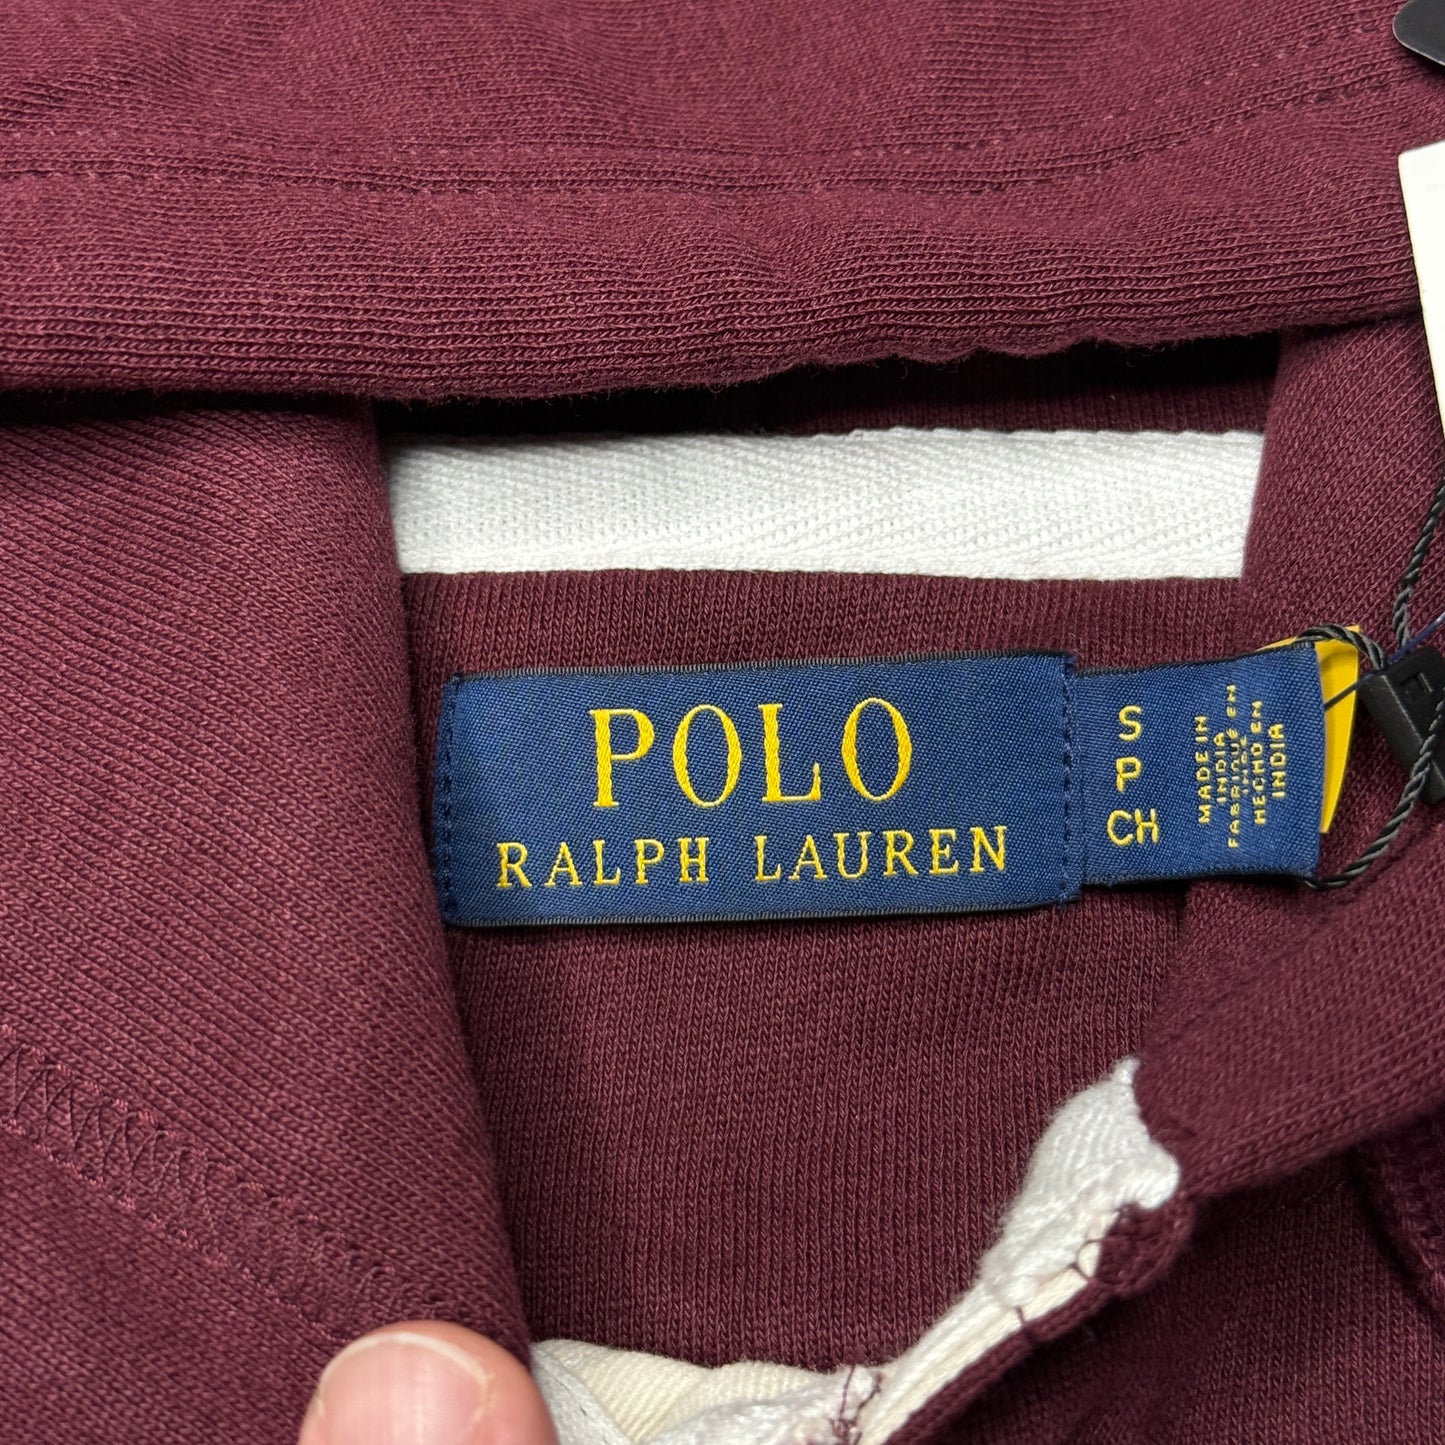 POLO
RALPH LAUREN
S
P
CH
MADE IN
INDIA
FABRIQUÉ EN
INDE
HECHO EN
INDIA